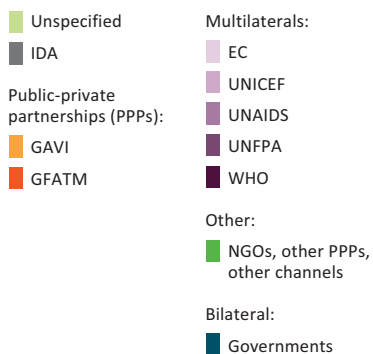 Unspecified
IDA
Public-private
partnerships (PPPs):
GAVI
GFATM
Multilaterals:
EC
UNICEF
UNAIDS
UNFPA
WHO
Other:
NGOs, other PPPs,
other channels
Bilateral:
Governments